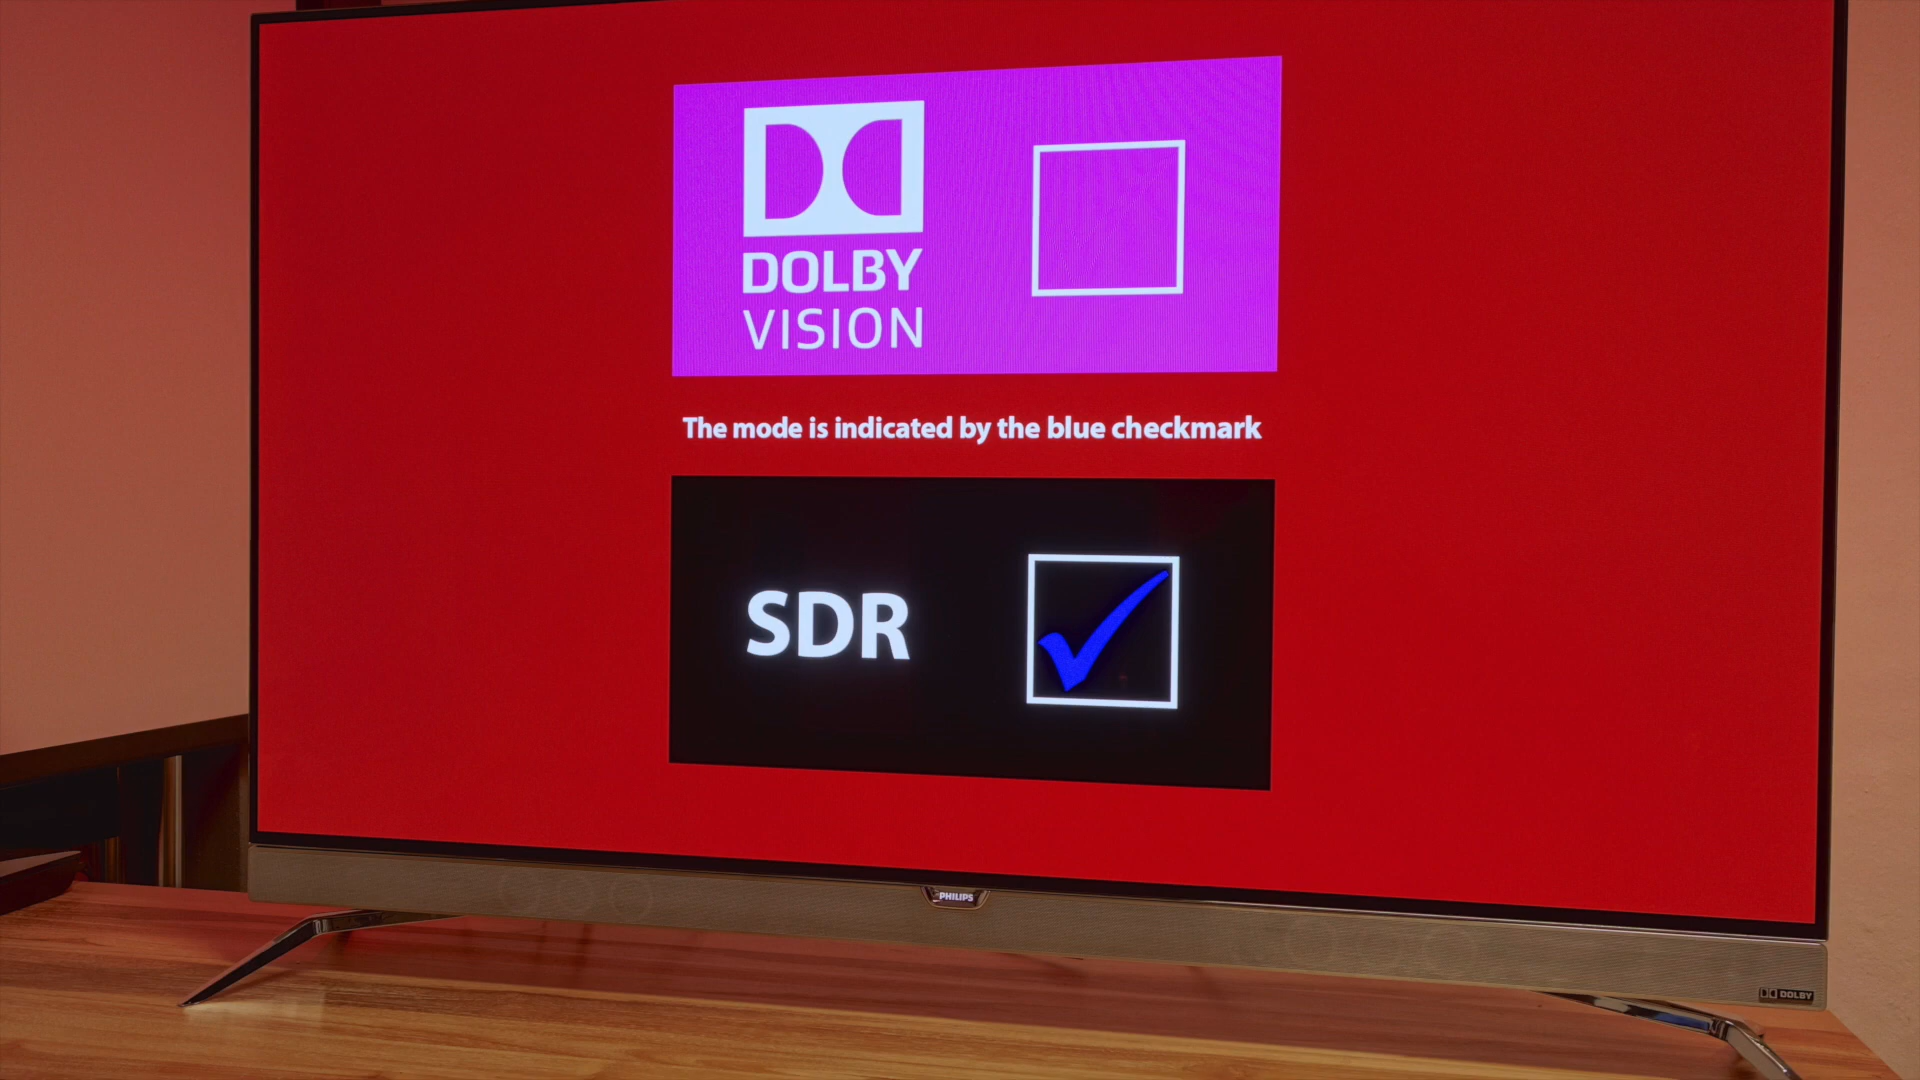 DOLBY
VISION
The mode is indicated by the blue checkmark
SDR
PHILIPS
DOLBY